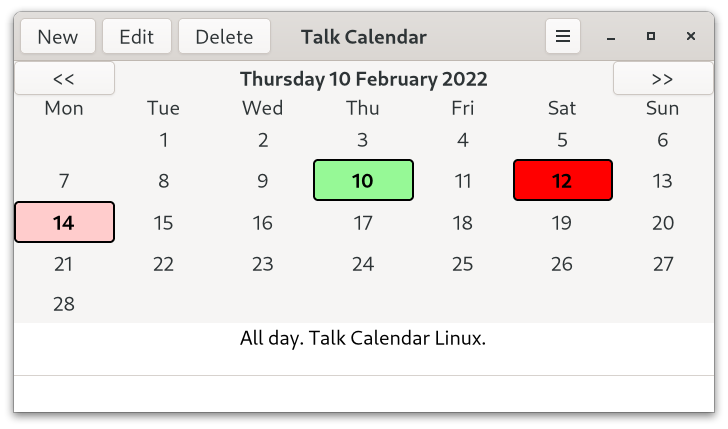 New Edit Delete Talk Calendar
<< Thursday 10 February 2022 >>
Mon Tue Wed Thu Fri Sat Sun
1 2 3 4 5 6
7 8 9 10 11 12 13
14 15 16 17 18 19 20
21 22 23 24 25 26 27
28
All day. Talk Calendar Linux.